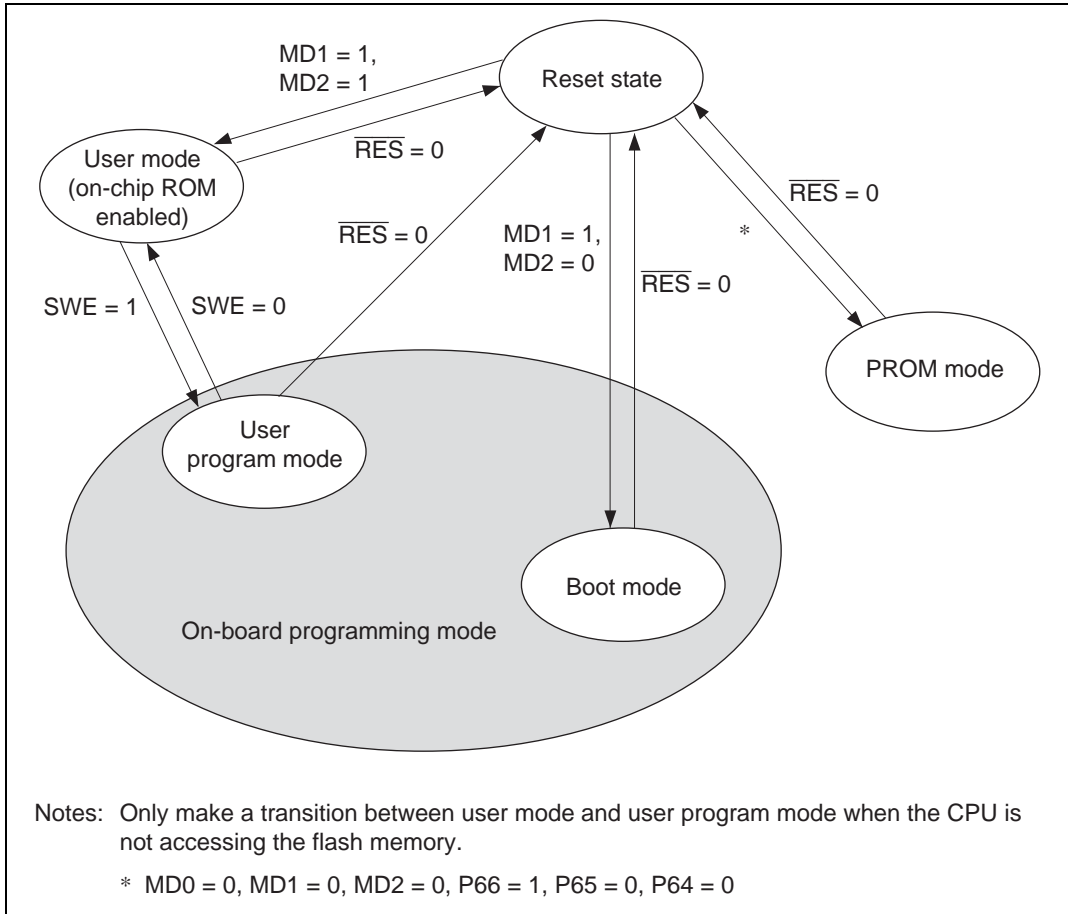 MD1 = 1,
MD2 = 1
Reset state
RES = 0
User mode
(on-chip ROM
enabled)
RES = 0
MD1 = 1,
MD2 = 0
RES = 0
*
RES = 0
SWE = 1
SWE = 0
PROM mode
User
program mode
Boot mode
On-board programming mode
Notes: Only make a transition between user mode and user program mode when the CPU is
not accessing the flash memory.
* MD0 = 0, MD1 = 0, MD2 = 0, P66 = 1, P65 = 0, P64 = 0